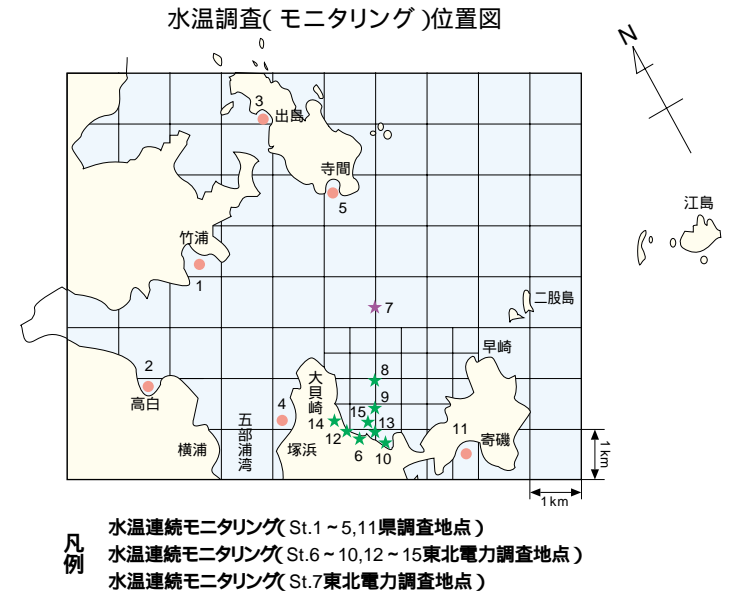 水温調査(モニタリング)位置図
N
3
出島
寺間
5
江島
竹浦
1
7
二股島
早崎
2
高白
8
大貝崎
9
4
15
13
14
12
6
10
11
寄磯
五部浦湾
横浦
塚浜
1km
1km
凡例
水温連続モニタリング(St.1~5,11県調査地点)
水温連続モニタリング(St.6~10,12~15東北電力調査地点)
水温連続モニタリング(St.7東北電力調査地点)